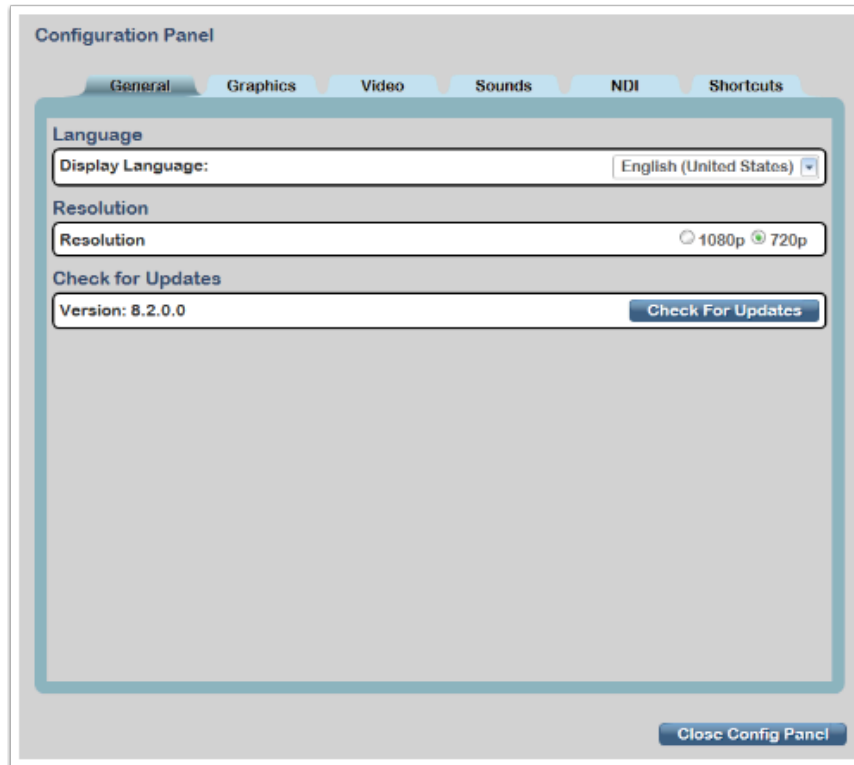 Configuration Panel
General Graphics Video Sounds NDI Shortcuts
Language
Display Language: English (United States)
Resolution
Resolution 1080p 720p
Check for Updates
Version: 8.2.0.0 Check For Updates
Close Config Panel